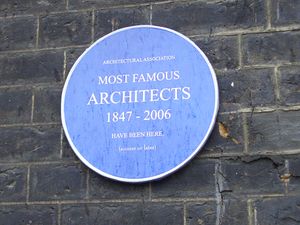 ARCHITECTURAL ASSOCIATION
MOST FAMOUS
ARCHITECTS
1847 - 2006
HAVE BEEN HERE.